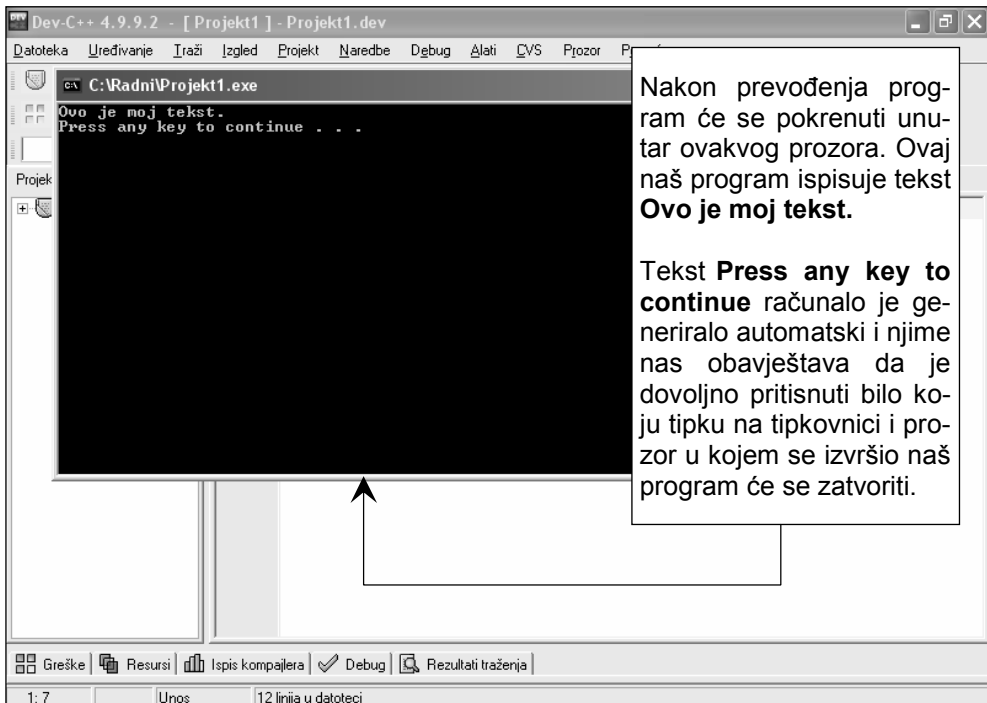 Dev-C++ 4.9.9.2 - [ Projekt1 ] - Projekt1.dev
Datoteka Uređivanje Traži Izgled Projekt Naredbe Debug Alati CVS Prozor
C:\Radni\Projekt1.exe
Ovo je moj tekst.
Press any key to continue . . .
Projek
Nakon prevođenja prog-
ram će se pokrenuti unu-
tar ovakvog prozora. Ovaj
naš program ispisuje tekst
Ovo je moj tekst.
Tekst Press any key to
continue računalo je ge-
neriralo automatski i njime
nas obavještava da je
dovoljno pritisnuti bilo ko-
ju tipku na tipkovnici i pro-
zor u kojem se izvršio naš
program će se zatvoriti.
Greške Resursi Ispis kompajlera Debug Rezultati traženja
1: 7 Unos 12 linija u datoteci